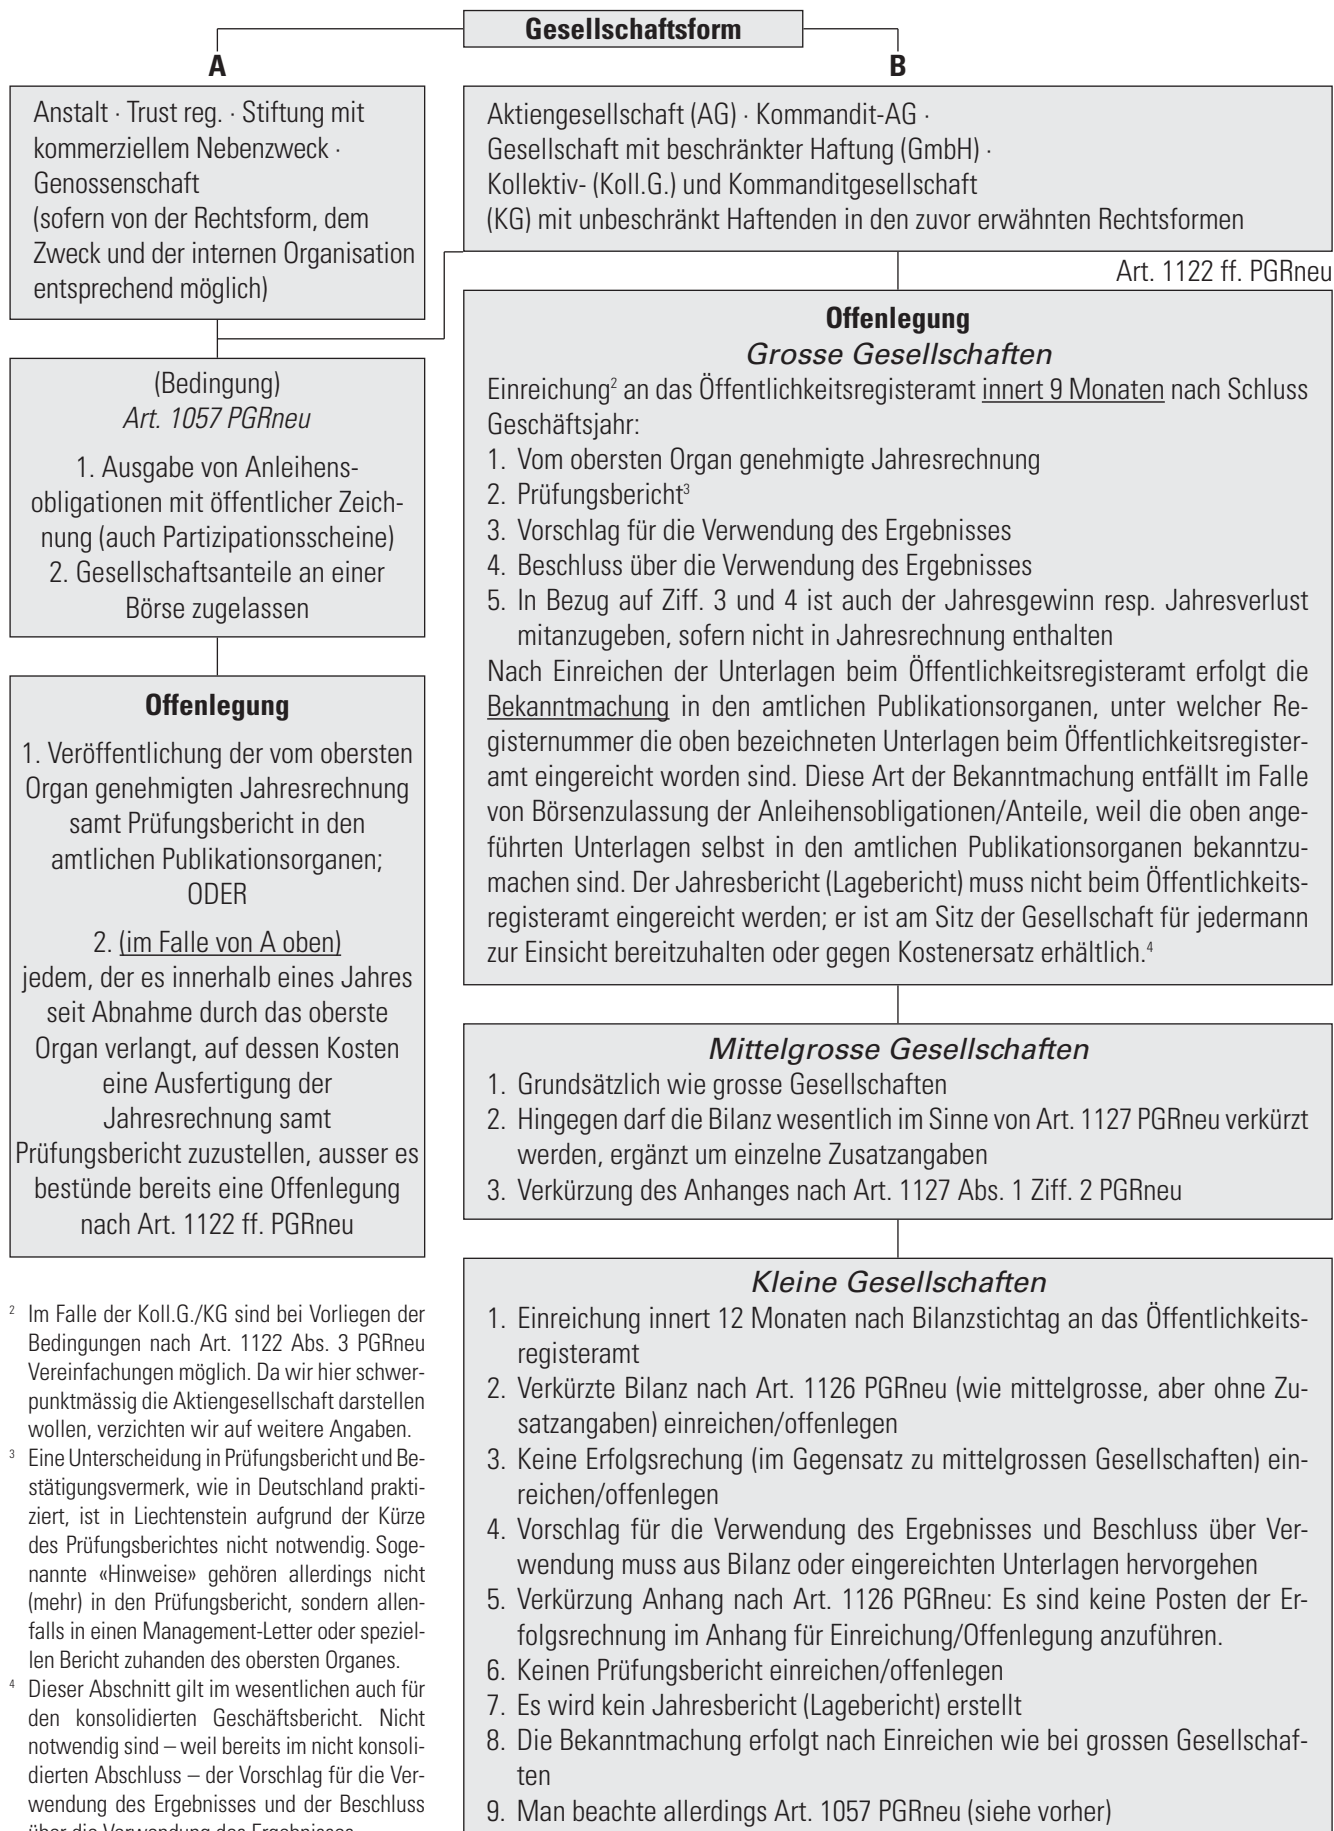 Gesellschaftsform
A
B
Anstalt · Trust reg. · Stiftung mit
kommerziellem Nebenzweck ·
Genossenschaft
(sofern von der Rechtsform, dem
Zweck und der internen Organisation
entsprechend möglich)
Aktiengesellschaft (AG) · Kommandit-AG ·
Gesellschaft mit beschränkter Haftung (GmbH) ·
Kollektiv- (Koll.G.) und Kommanditgesellschaft
(KG) mit unbeschränkt Haftenden in den zuvor erwähnten Rechtsformen
Art. 1122 ff. PGRneu
(Bedingung)
Art. 1057 PGRneu
1. Ausgabe von Anleihens-
obligationen mit öffentlicher Zeich-
nung (auch Partizipationsscheine)
2. Gesellschaftsanteile an einer
Börse zugelassen
Offenlegung
1. Veröffentlichung der vom obersten
Organ genehmigten Jahresrechnung
samt Prüfungsbericht in den
amtlichen Publikationsorganen;
ODER
2. (im Falle von A oben)
jedem, der es innerhalb eines Jahres
seit Abnahme durch das oberste
Organ verlangt, auf dessen Kosten
eine Ausfertigung der
Jahresrechnung samt
Prüfungsbericht zuzustellen, ausser es
bestünde bereits eine Offenlegung
nach Art. 1122 ff. PGRneu
Offenlegung
Grosse Gesellschaften
Einreichung² an das Öffentlichkeitsregisteramt innert 9 Monaten nach Schluss
Geschäftsjahr:
1. Vom obersten Organ genehmigte Jahresrechnung
2. Prüfungsbericht³
3. Vorschlag für die Verwendung des Ergebnisses
4. Beschluss über die Verwendung des Ergebnisses
5. In Bezug auf Ziff. 3 und 4 ist auch der Jahresgewinn resp. Jahresverlust
mitanzugeben, sofern nicht in Jahresrechnung enthalten
Nach Einreichen der Unterlagen beim Öffentlichkeitsregisteramt erfolgt die
Bekanntmachung in den amtlichen Publikationsorganen, unter welcher Re-
gisternummer die oben bezeichneten Unterlagen beim Öffentlichkeitsregister-
amt eingereicht worden sind. Diese Art der Bekanntmachung entfällt im Falle
von Börsenzulassung der Anleihensobligationen/Anteile, weil die oben ange-
führten Unterlagen selbst in den amtlichen Publikationsorganen bekanntzu-
machen sind. Der Jahresbericht (Lagebericht) muss nicht beim Öffentlichkeits-
registeramt eingereicht werden; er ist am Sitz der Gesellschaft für jedermann
zur Einsicht bereitzuhalten oder gegen Kostenersatz erhältlich.⁴
Mittelgrosse Gesellschaften
1. Grundsätzlich wie grosse Gesellschaften
2. Hingegen darf die Bilanz wesentlich im Sinne von Art. 1127 PGRneu verkürzt
werden, ergänzt um einzelne Zusatzangaben
3. Verkürzung des Anhanges nach Art. 1127 Abs. 1 Ziff. 2 PGRneu
Kleine Gesellschaften
1. Einreichung innert 12 Monaten nach Bilanzstichtag an das Öffentlichkeits-
registeramt
2. Verkürzte Bilanz nach Art. 1126 PGRneu (wie mittelgrosse, aber ohne Zu-
satzangaben) einreichen/offenlegen
3. Keine Erfolgsrechung (im Gegensatz zu mittelgrossen Gesellschaften) ein-
reichen/offenlegen
4. Vorschlag für die Verwendung des Ergebnisses und Beschluss über Ver-
wendung muss aus Bilanz oder eingereichten Unterlagen hervorgehen
5. Verkürzung Anhang nach Art. 1126 PGRneu: Es sind keine Posten der Er-
folgsrechnung im Anhang für Einreichung/Offenlegung anzuführen.
6. Keinen Prüfungsbericht einreichen/offenlegen
7. Es wird kein Jahresbericht (Lagebericht) erstellt
8. Die Bekanntmachung erfolgt nach Einreichen wie bei grossen Gesellschaf-
ten
9. Man beachte allerdings Art. 1057 PGRneu (siehe vorher)
² Im Falle der Koll.G./KG sind bei Vorliegen der
Bedingungen nach Art. 1122 Abs. 3 PGRneu
Vereinfachungen möglich. Da wir hier schwer-
punktmässig die Aktiengesellschaft darstellen
wollen, verzichten wir auf weitere Angaben.
³ Eine Unterscheidung in Prüfungsbericht und Be-
stätigungsvermerk, wie in Deutschland prakti-
ziert, ist in Liechtenstein aufgrund der Kürze
des Prüfungsberichtes nicht notwendig. Soge-
nannte «Hinweise» gehören allerdings nicht
(mehr) in den Prüfungsbericht, sondern allen-
falls in einen Management-Letter oder speziel-
len Bericht zuhanden des obersten Organes.
⁴ Dieser Abschnitt gilt im wesentlichen auch für
den konsolidierten Geschäftsbericht. Nicht
notwendig sind – weil bereits im nicht konsoli-
dierten Abschluss – der Vorschlag für die Ver-
wendung des Ergebnisses und der Beschluss
über die Verwendung des Ergebnisses.